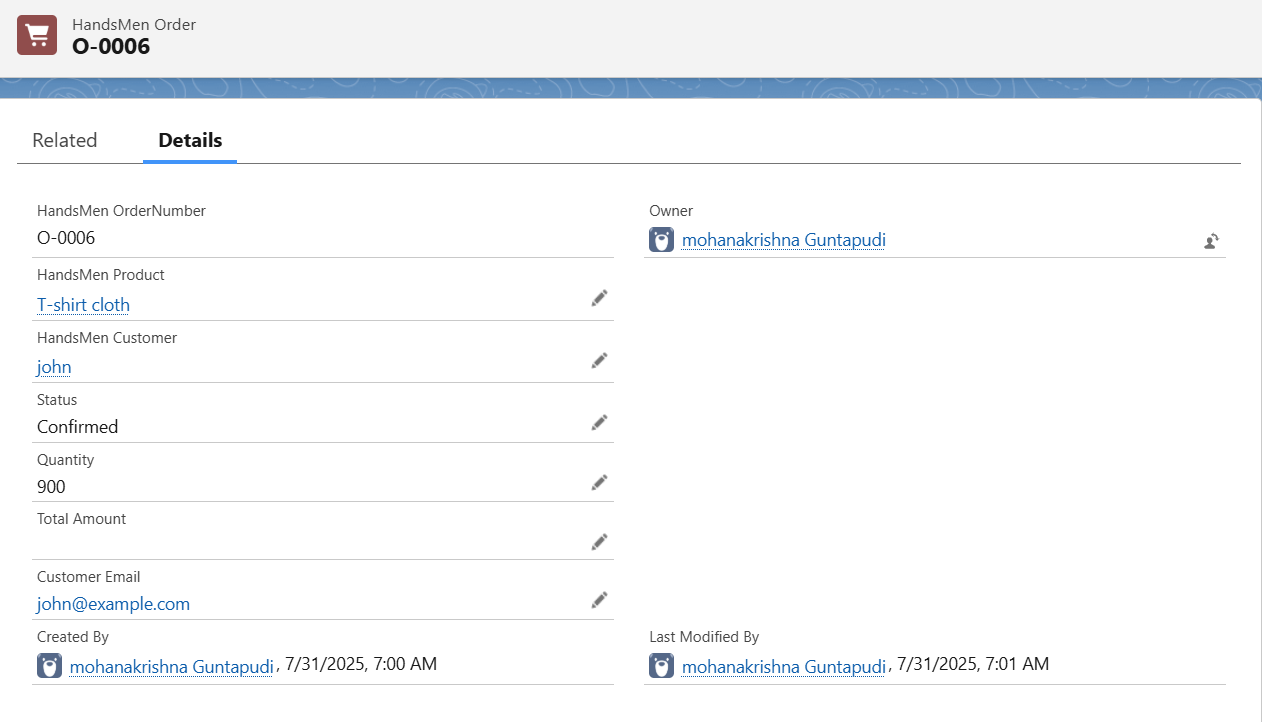 HandsMen Order
O-0006
Related Details
HandsMen OrderNumber
O-0006
Owner
mohanakrishna Guntapudi
HandsMen Product
T-shirt cloth
HandsMen Customer
john
Status
Confirmed
Quantity
900
Total Amount
Customer Email
john@example.com
Created By
mohanakrishna Guntapudi, 7/31/2025, 7:00 AM
Last Modified By
mohanakrishna Guntapudi, 7/31/2025, 7:01 AM